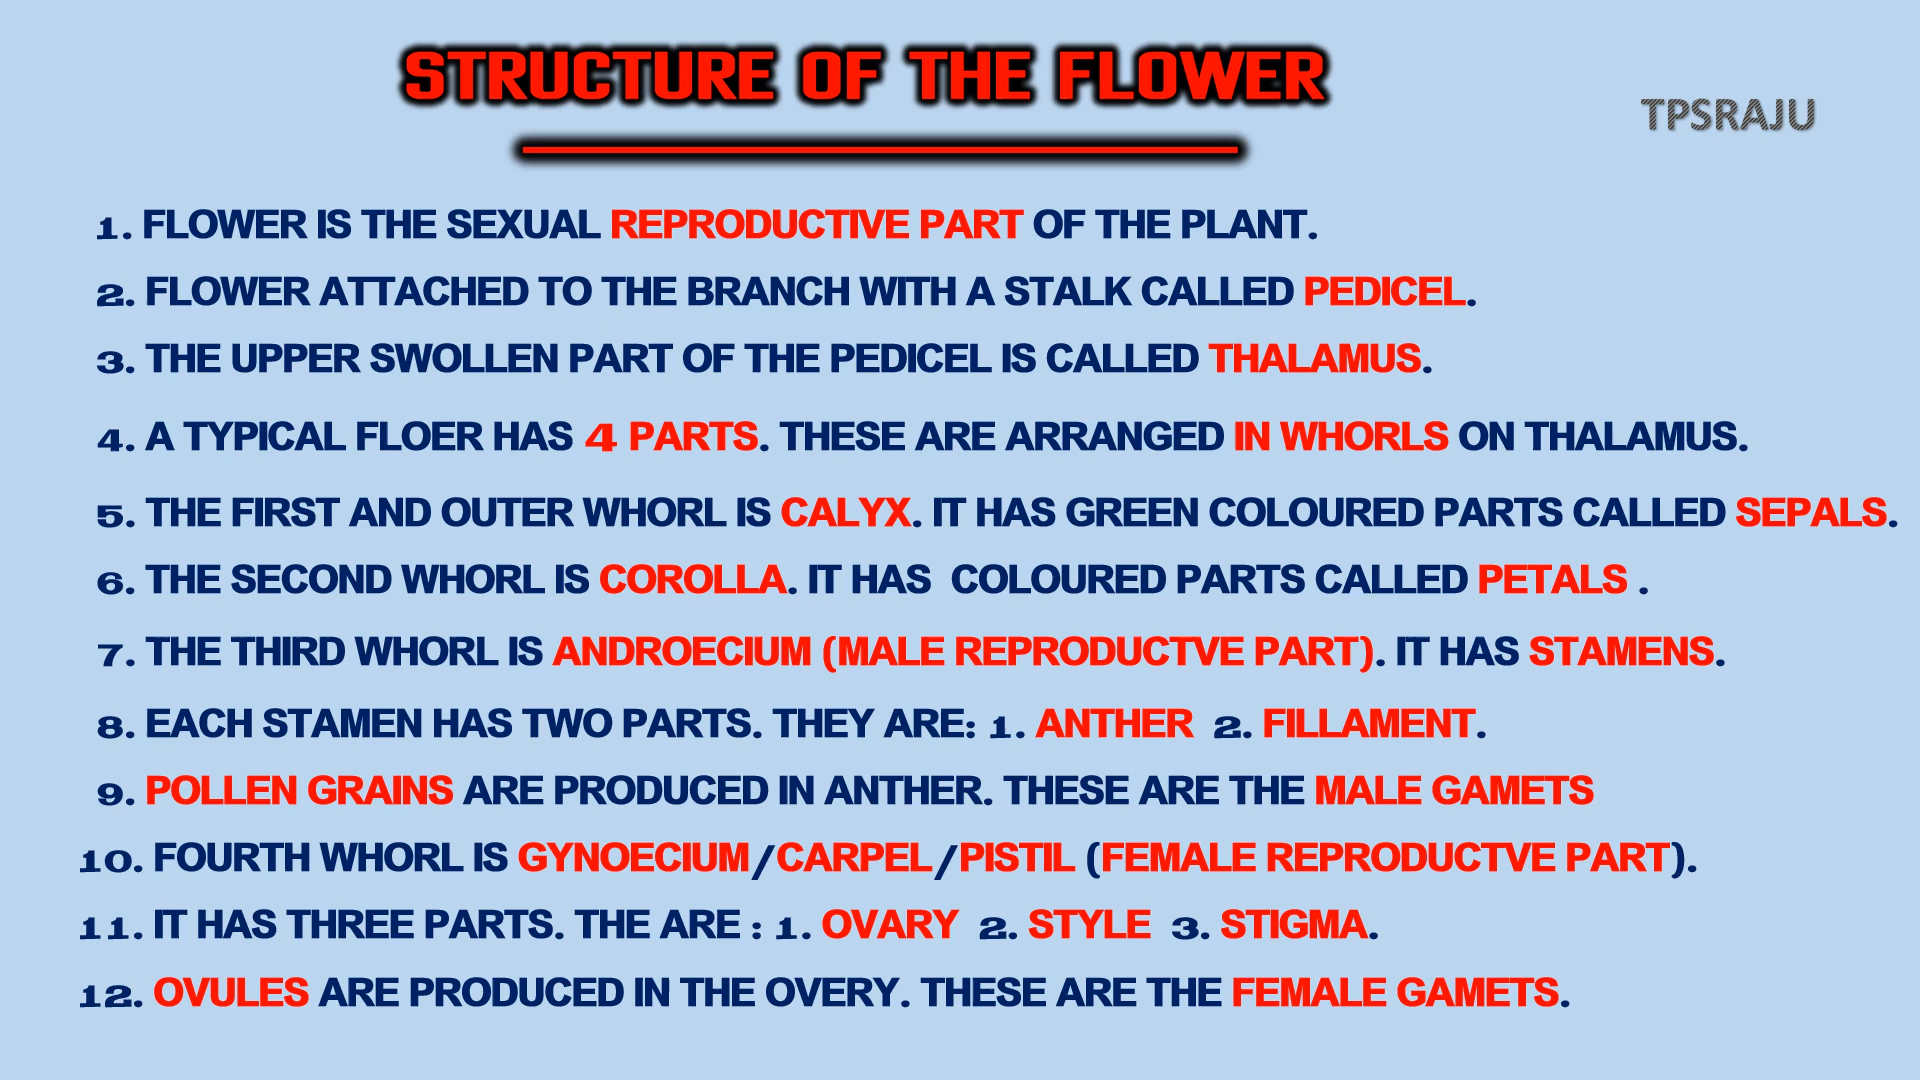 STRUCTURE OF THE FLOWER
TPSRAJU
1. FLOWER IS THE SEXUAL REPRODUCTIVE PART OF THE PLANT.
2. FLOWER ATTACHED TO THE BRANCH WITH A STALK CALLED PEDICEL.
3. THE UPPER SWOLLEN PART OF THE PEDICEL IS CALLED THALAMUS.
4. A TYPICAL FLOER HAS 4 PARTS. THESE ARE ARRANGED IN WHORLS ON THALAMUS.
5. THE FIRST AND OUTER WHORL IS CALYX. IT HAS GREEN COLOURED PARTS CALLED SEPALS.
6. THE SECOND WHORL IS COROLLA. IT HAS  COLOURED PARTS CALLED PETALS .
7. THE THIRD WHORL IS ANDROECIUM (MALE REPRODUCTVE PART). IT HAS STAMENS.
8. EACH STAMEN HAS TWO PARTS. THEY ARE: 1. ANTHER  2. FILLAMENT.
9. POLLEN GRAINS ARE PRODUCED IN ANTHER. THESE ARE THE MALE GAMETS
10. FOURTH WHORL IS GYNOECIUM/CARPEL/PISTIL (FEMALE REPRODUCTVE PART).
11. IT HAS THREE PARTS. THE ARE : 1. OVARY  2. STYLE  3. STIGMA.
12. OVULES ARE PRODUCED IN THE OVERY. THESE ARE THE FEMALE GAMETS.